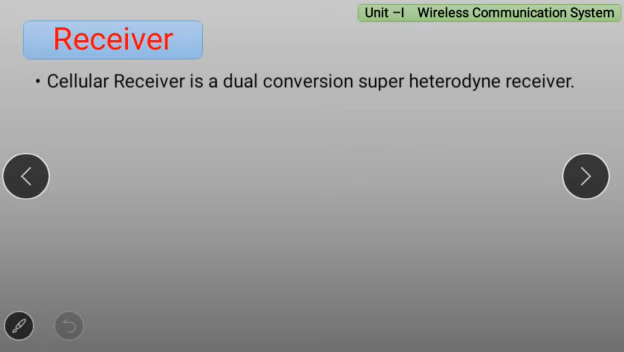 Unit –I Wireless Communication System
Receiver
• Cellular Receiver is a dual conversion super heterodyne receiver.